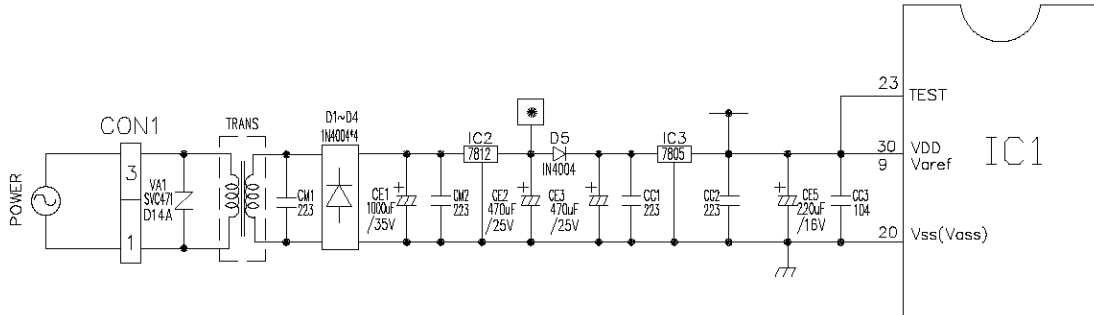 23
TEST
CON1
TRANS
D1~D4
1N4004*4
IC2
7812
D5
1N4004
IC3
7805
30
VDD
9
Varef
IC1
POWER
3
1
VA1
SVC471
D14A
CM1
223
CE1
1000uF
/35V
CM2
223
CE2
470uF
/25V
CE3
470uF
/25V
CC1
223
CC2
223
CE5
220uF
/16V
CC3
104
20
Vss(Vass)